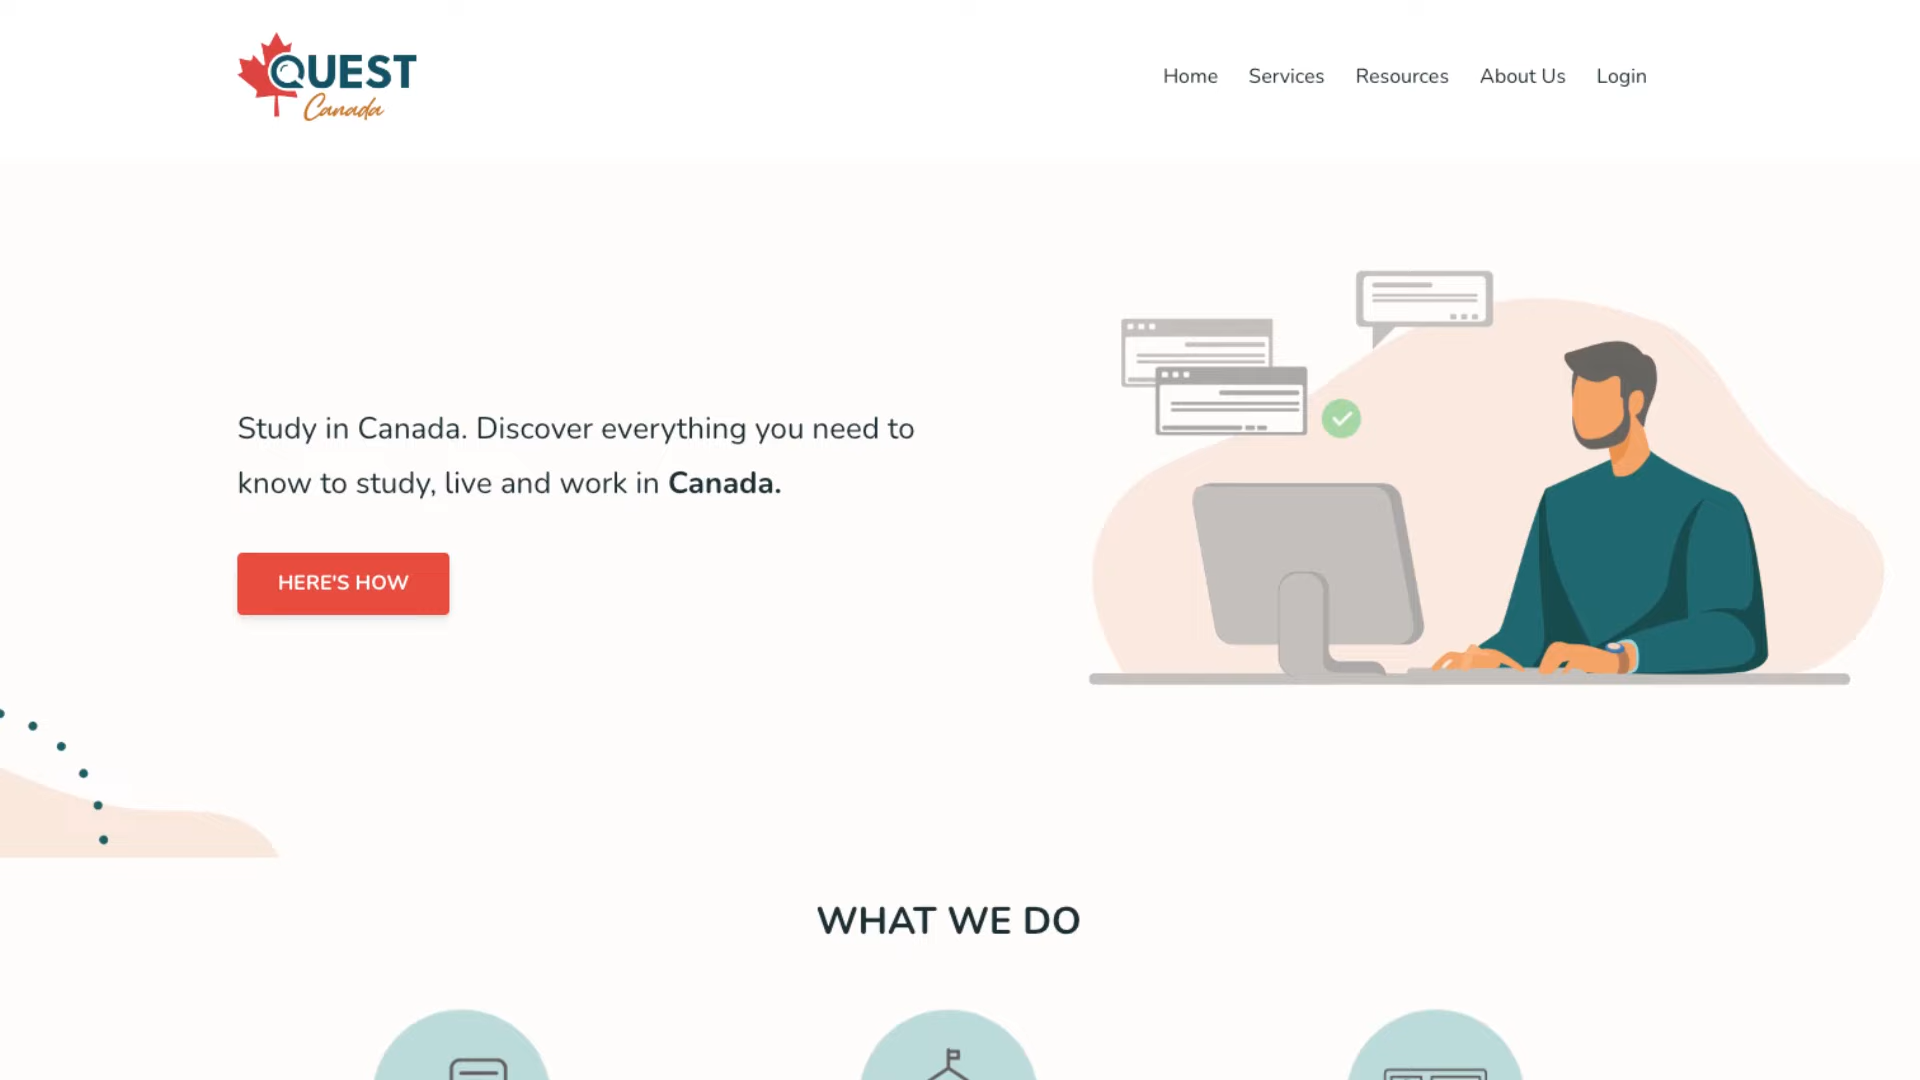 QUEST
Canada
Home Services Resources About Us Login
Study in Canada. Discover everything you need to
know to study, live and work in Canada.
HERE'S HOW
WHAT WE DO